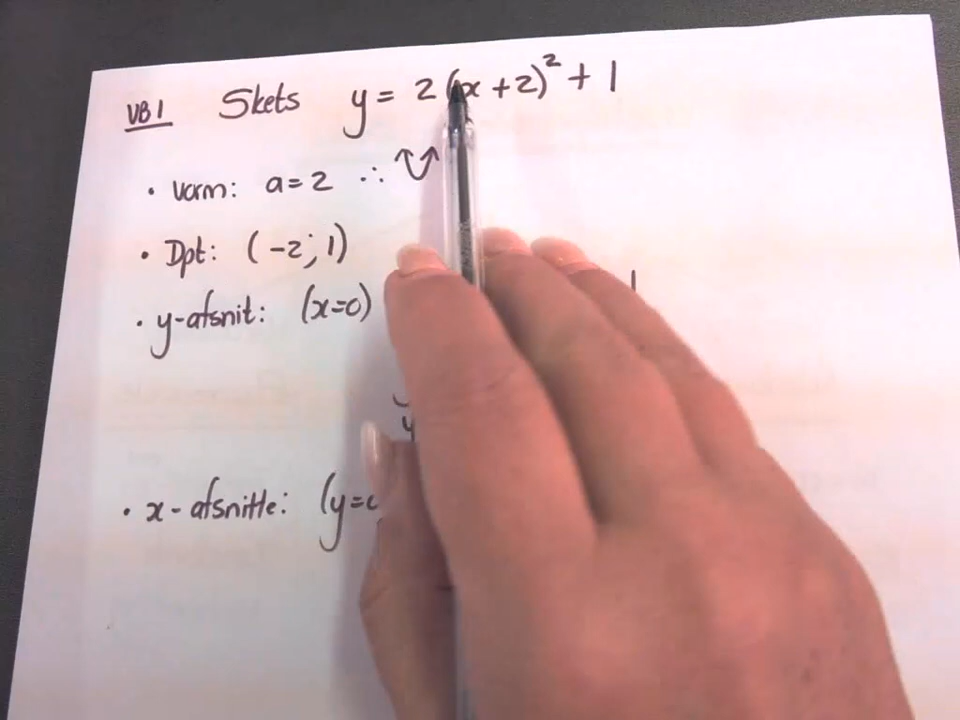 VB1 Skets y = 2(x+2)² + 1
• Vorm: a=2 ∴
• Dpt: (-2; 1)
• y-afsnit: (x=0)
y
• x-afsnitte: (y=